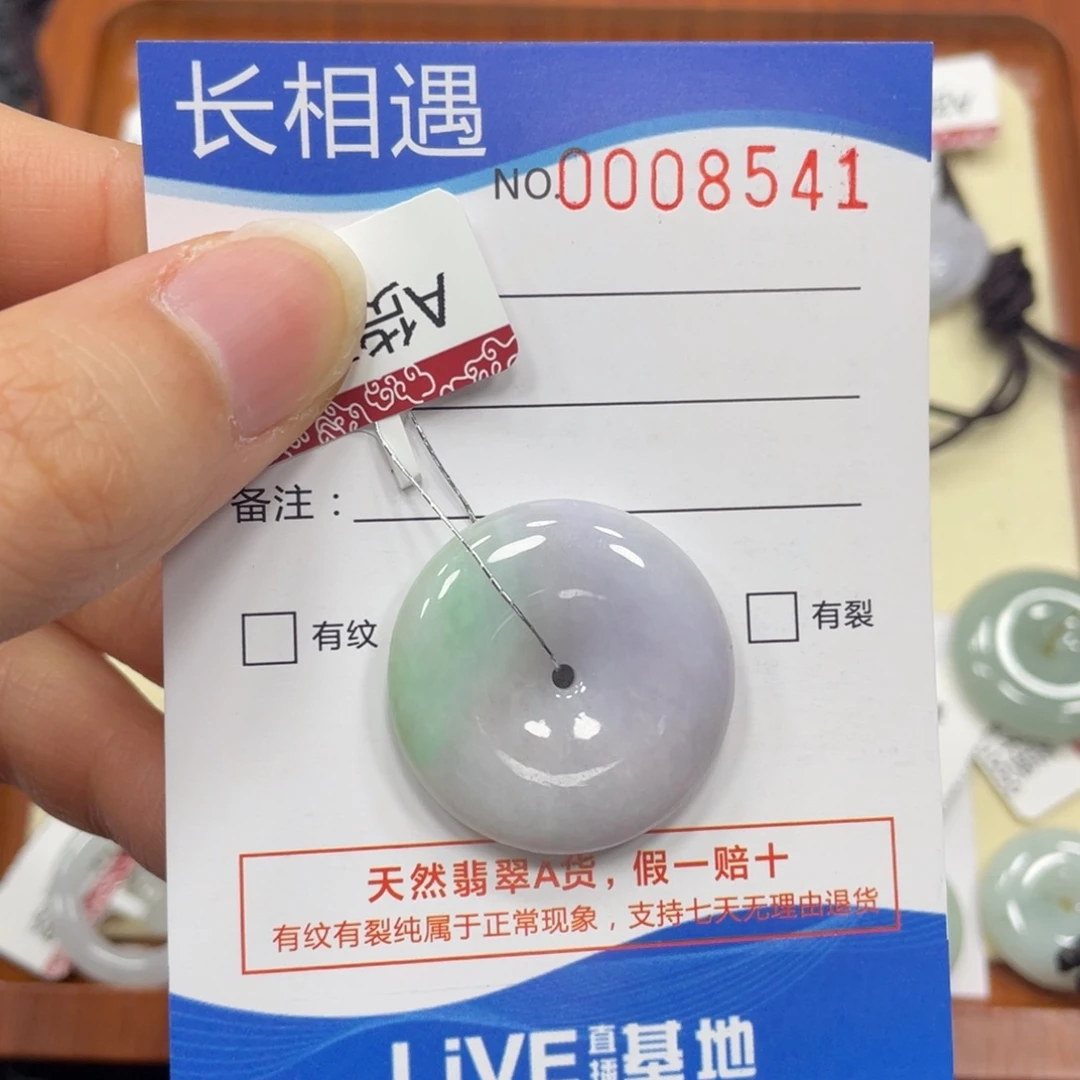 长相遇
NO.0008541
A货
备注：
有纹
有裂
天然翡翠A货，假一赔十
有纹有裂纯属于正常现象，支持七天无理由退货
LiVE直播基地